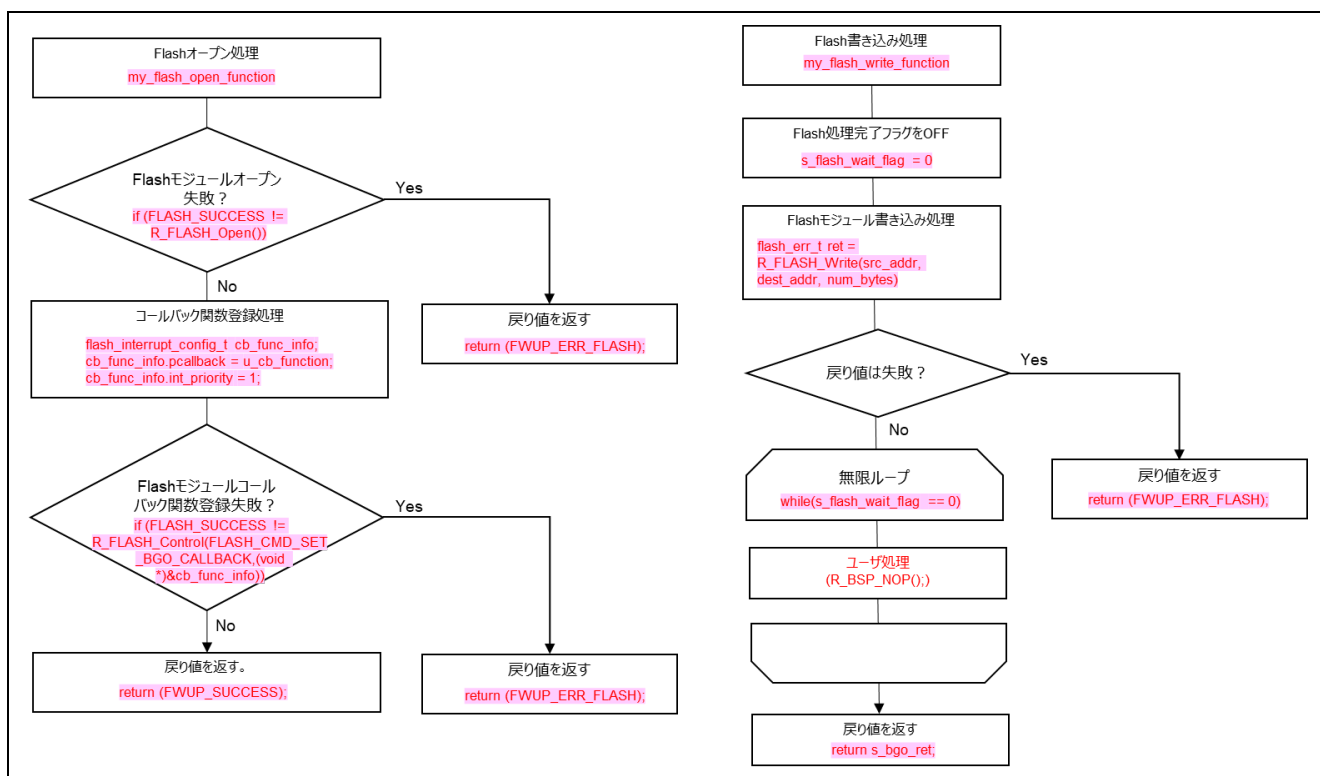 Flashオープン処理
my_flash_open_function
Flashモジュールオープン
失敗？
if (FLASH_SUCCESS !=
R_FLASH_Open())
Yes
No
戻り値を返す
return (FWUP_ERR_FLASH);
コールバック関数登録処理
flash_interrupt_config_t cb_func_info;
cb_func_info.pcallback = u_cb_function;
cb_func_info.int_priority = 1;
Flashモジュールコール
バック関数登録失敗？
if (FLASH_SUCCESS !=
R_FLASH_Control(FLASH_CMD_SET
_BGO_CALLBACK,(void
*)&cb_func_info))
Yes
No
戻り値を返す。
return (FWUP_SUCCESS);
戻り値を返す
return (FWUP_ERR_FLASH);
Flash書き込み処理
my_flash_write_function
Flash処理完了フラグをOFF
s_flash_wait_flag = 0
Flashモジュール書き込み処理
flash_err_t ret =
R_FLASH_Write(src_addr,
dest_addr, num_bytes)
戻り値は失敗？
Yes
No
戻り値を返す
return (FWUP_ERR_FLASH);
無限ループ
while(s_flash_wait_flag == 0)
ユーザ処理
(R_BSP_NOP();)
戻り値を返す
return s_bgo_ret;